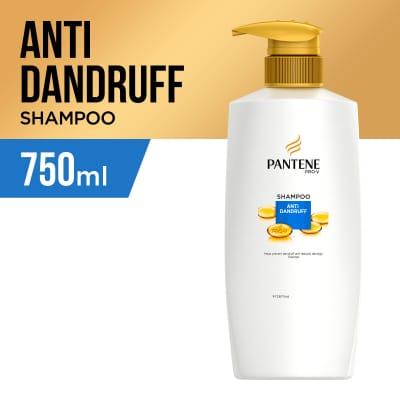 ANTI
DANDRUFF
SHAMPOO
750ml
PANTENE
PRO-V
SHAMPOO
ANTI
DANDRUFF